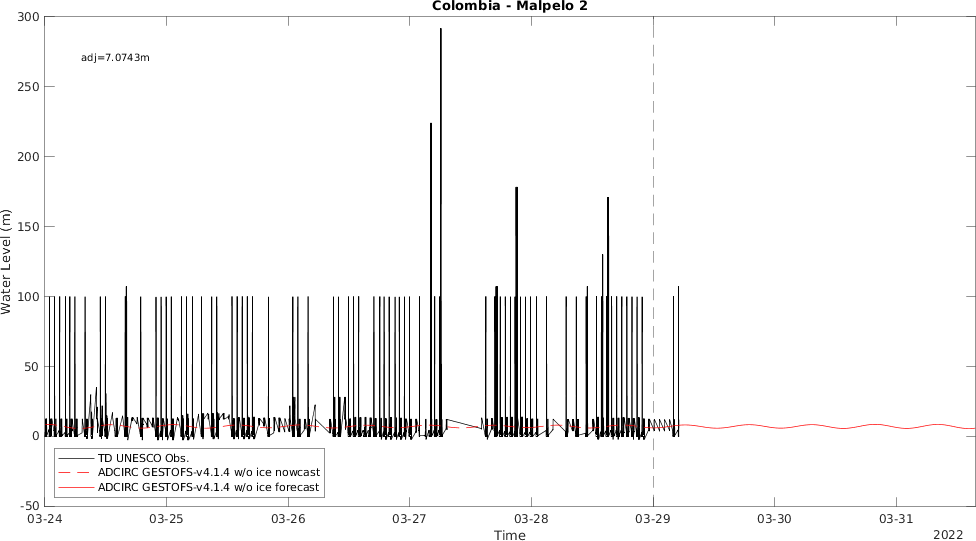 Colombia - Malpelo 2
adj=7.0743m
Water Level (m)
300
250
200
150
100
50
0
-50
TD UNESCO Obs.
ADCIRC GESTOFS-v4.1.4 w/o ice nowcast
ADCIRC GESTOFS-v4.1.4 w/o ice forecast
03-24 03-25 03-26 03-27 03-28 03-29 03-30 03-31
Time
2022